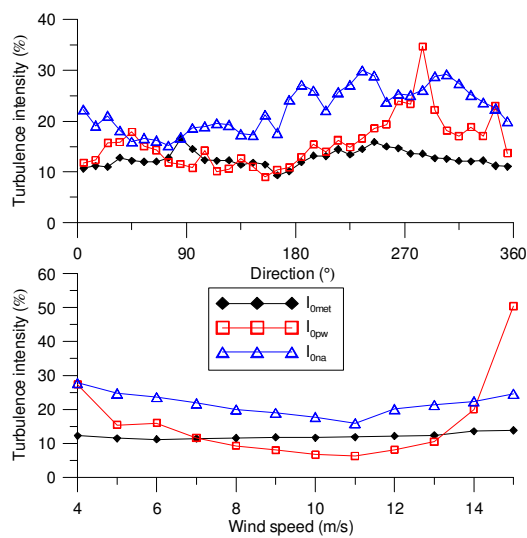 Turbulence intensity (%)
40
30
20
10
0
0 90 180 270 360
Direction (º)
I0met
I0pw
I0na
Turbulence intensity (%)
60
50
40
30
20
10
0
4 6 8 10 12 14
Wind speed (m/s)